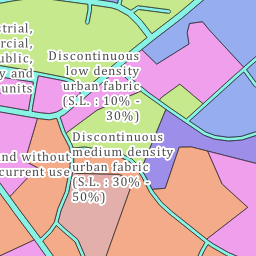 strial,
rcial,
ublic,
y and
units
Discontinuous
low density
urban fabric
(S.L. : 10% -
30%)
Discontinuous
medium density
urban fabric
(S.L. : 30% -
50%)
nd without
current use